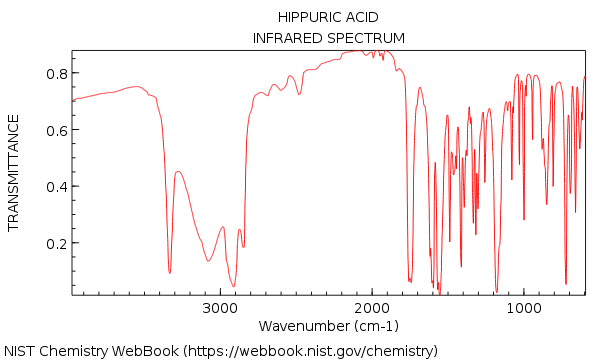 HIPPURIC ACID
INFRARED SPECTRUM
TRANSMITTANCE
0.8
0.6
0.4
0.2
3000 2000 1000
Wavenumber (cm-1)
NIST Chemistry WebBook (https://webbook.nist.gov/chemistry)